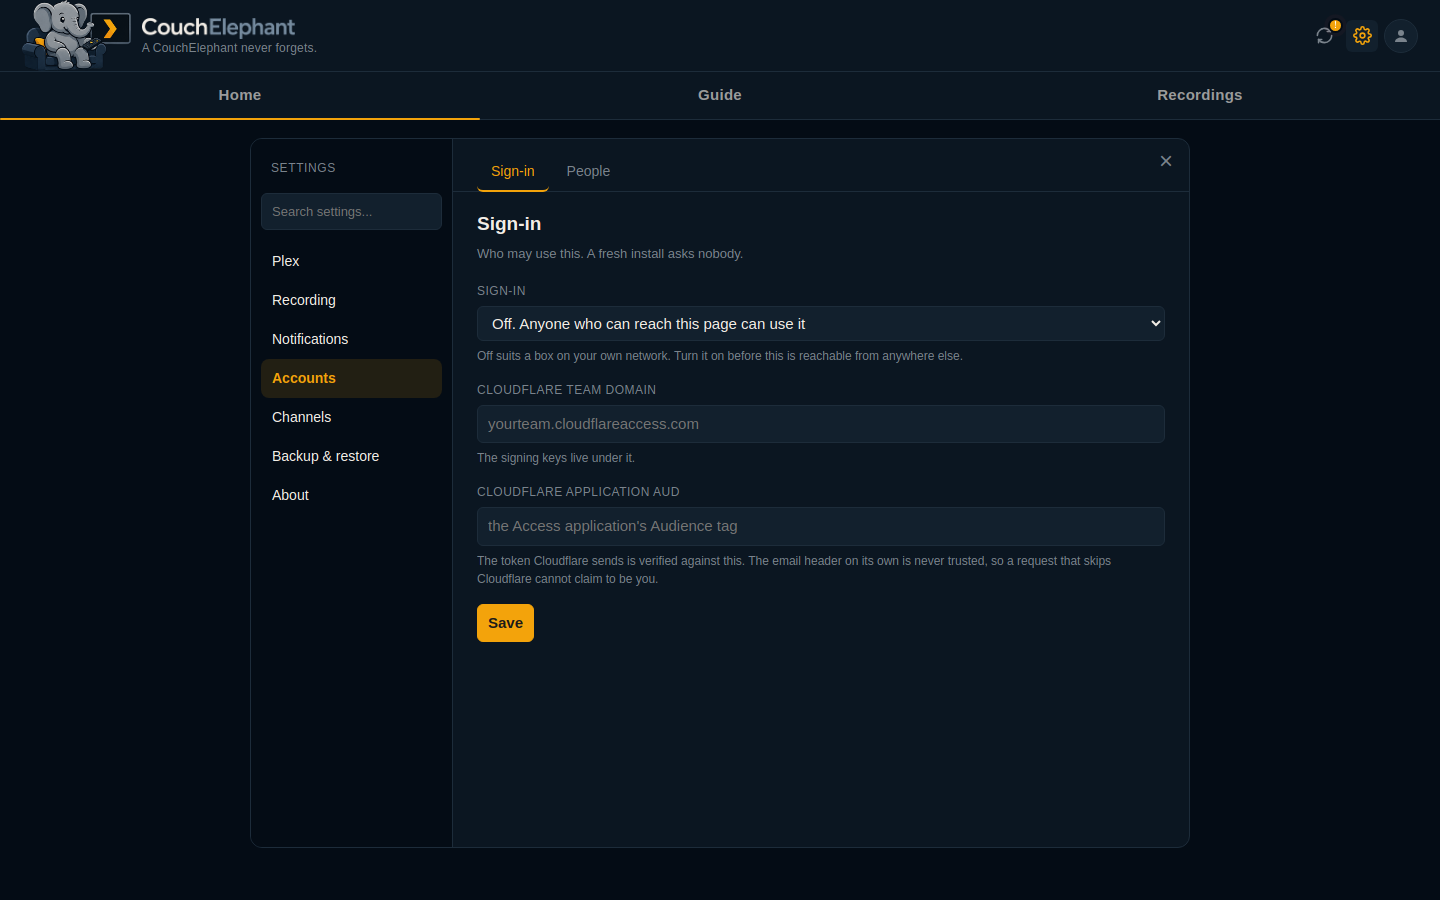 CouchElephant
A CouchElephant never forgets.
!
Home
Guide
Recordings
SETTINGS
Search settings...
Plex
Recording
Notifications
Accounts
Channels
Backup & restore
About
Sign-in
People
Sign-in
Who may use this. A fresh install asks nobody.
SIGN-IN
Off. Anyone who can reach this page can use it
Off suits a box on your own network. Turn it on before this is reachable from anywhere else.
CLOUDFLARE TEAM DOMAIN
yourteam.cloudflareaccess.com
The signing keys live under it.
CLOUDFLARE APPLICATION AUD
the Access application's Audience tag
The token Cloudflare sends is verified against this. The email header on its own is never trusted, so a request that skips
Cloudflare cannot claim to be you.
Save